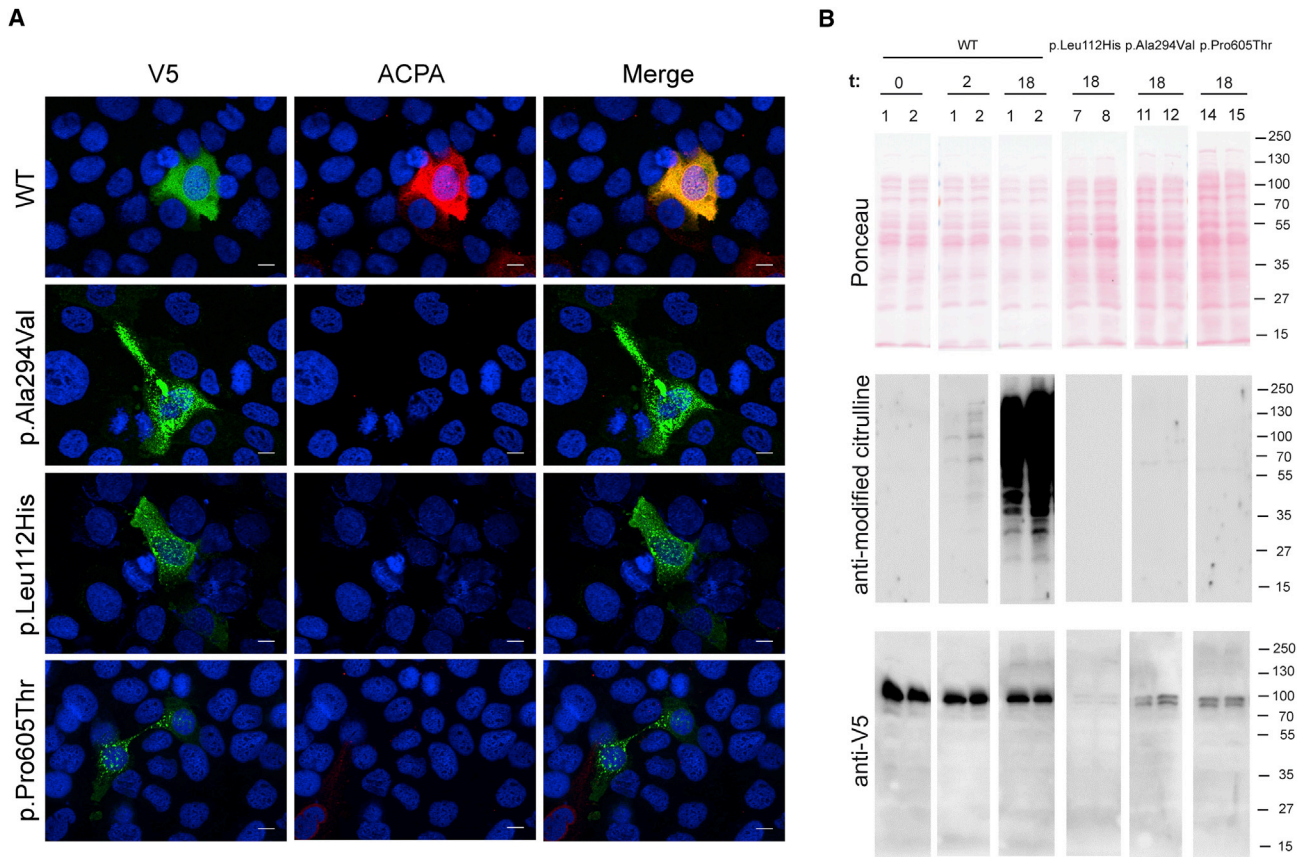 A
V5 ACPA Merge
WT
p.Ala294Val
p.Leu112His
p.Pro605Thr
B
WT p.Leu112His p.Ala294Val p.Pro605Thr
t: 0 2 18 18 18 18
1 2 1 2 1 2 7 8 11 12 14 15
Ponceau
250
130
100
70
55
35
27
15
anti-modified citrulline
250
130
100
70
55
35
27
15
anti-V5
250
130
100
70
55
35
27
15